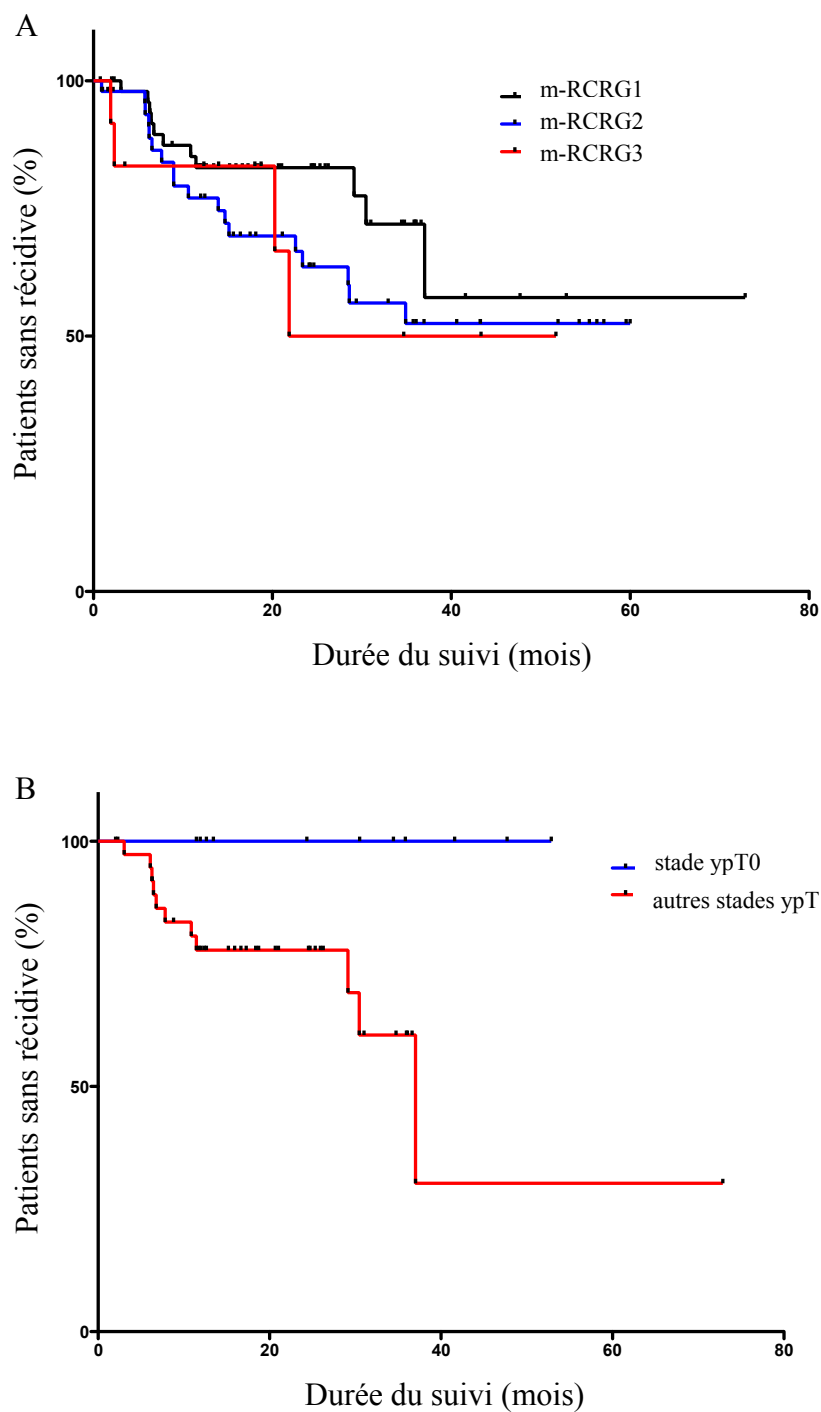 A
100
m-RCRG1
m-RCRG2
m-RCRG3
Patients sans récidive (%)
50
0
0 20 40 60 80
Durée du suivi (mois)
B
100
stade ypT0
autres stades ypT
Patients sans récidive (%)
50
0
0 20 40 60 80
Durée du suivi (mois)